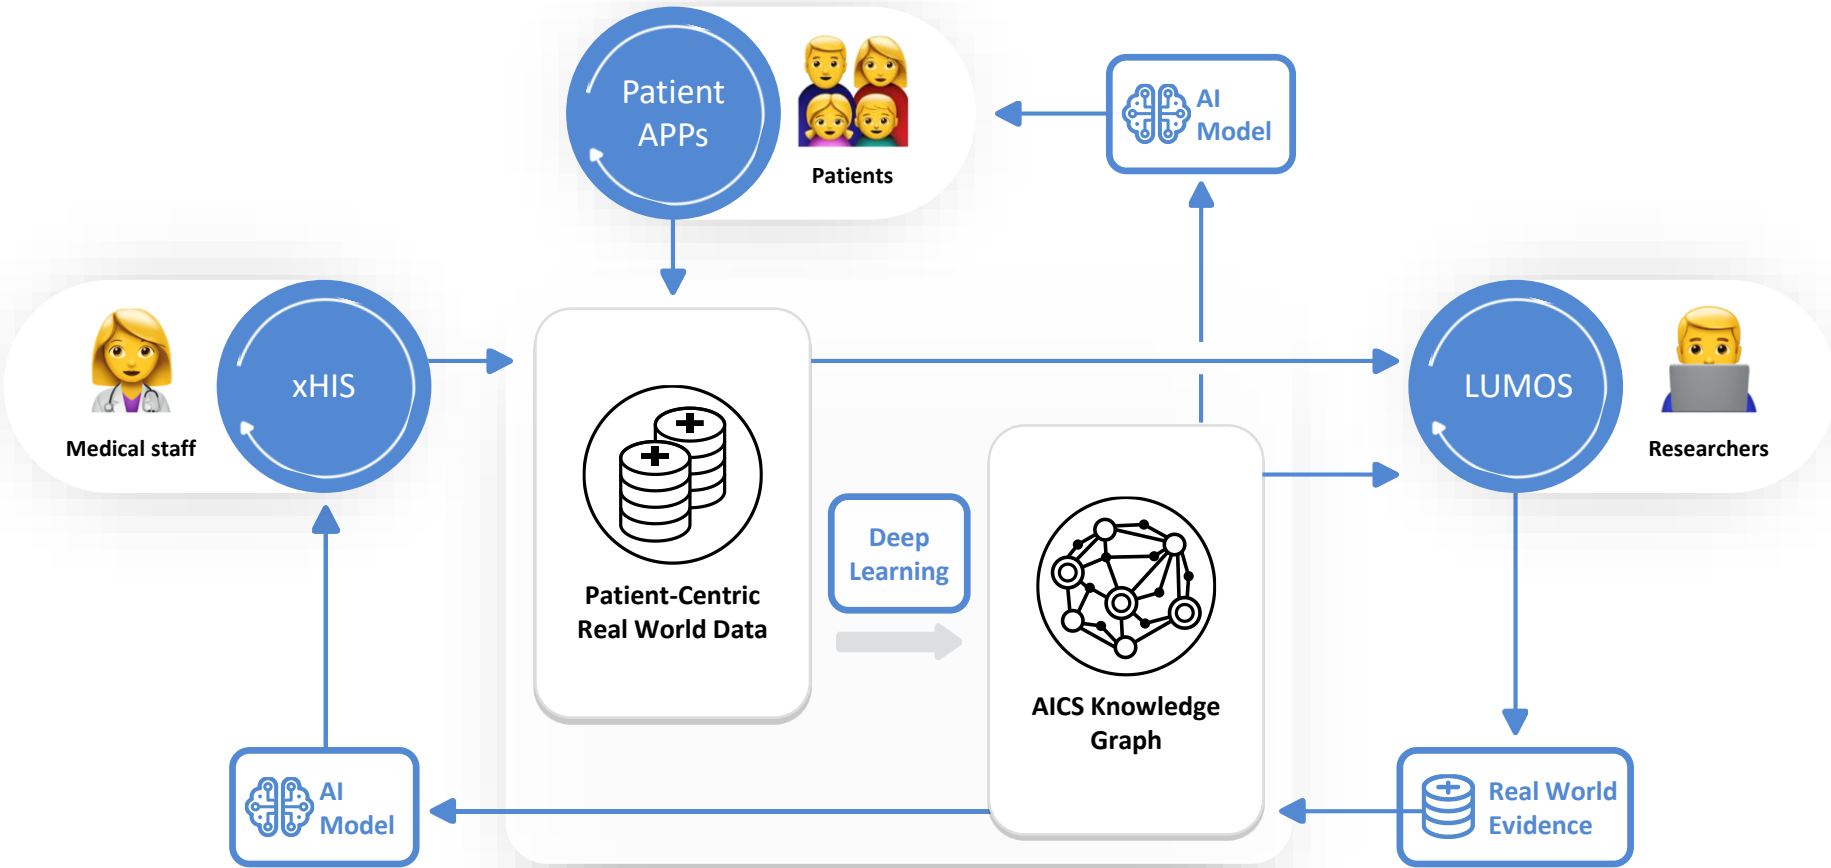 Patient
APPs
Patients
AI
Model
xHIS
Medical staff
LUMOS
Researchers
Patient-Centric
Real World Data
Deep
Learning
AICS Knowledge
Graph
AI
Model
Real World
Evidence